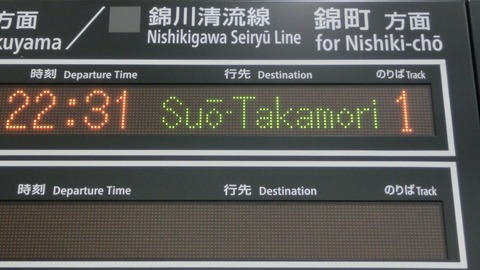 方面 錦川清流線 錦町 方面
kuyama Nishikigawa Seiryū Line for Nishiki-chō
時刻 Departure Time 行先 Destination のりば Track
22:31 Suō-Takamori 1
時刻 Departure Time 行先 Destination のりば Track